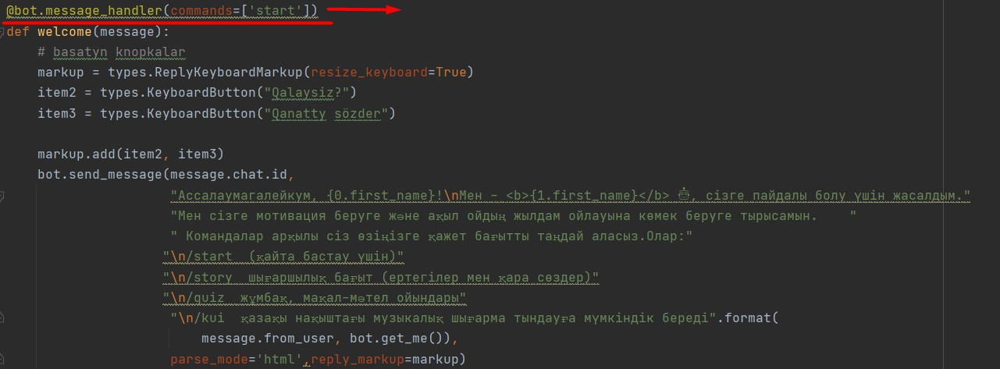 @bot.message_handler(commands=['start'])
def welcome(message):
    # basatyn knopkalar
    markup = types.ReplyKeyboardMarkup(resize_keyboard=True)
    item2 = types.KeyboardButton("Qalaysiz?")
    item3 = types.KeyboardButton("Qanatty sözder")
    markup.add(item2, item3)
    bot.send_message(message.chat.id,
                     "Ассалаумагалейкум, {0.first_name}!\nМен - <b>{1.first_name}</b> 🤖, сізге пайдалы болу үшін жасалдым."
                     "Мен сізге мотивация беруге және ақыл ойдың жылдам ойлауына көмек беруге тырысамын.    "
                     " Командалар арқылы сіз өзіңізге қажет бағытты таңдай аласыз.Олар:"
                    "\n/start  (қайта бастау үшін)"
                    "\n/story  шығаршылық бағыт (ертегілер мен қара сөздер)"
                    "\n/quiz  жұмбақ, мақал-мәтел ойындары"
                     "\n/kui  қазақы нақыштағы музыкалық шығарма тындауға мүмкіндік береді".format(
                         message.from_user, bot.get_me()),
                     parse_mode='html',reply_markup=markup)